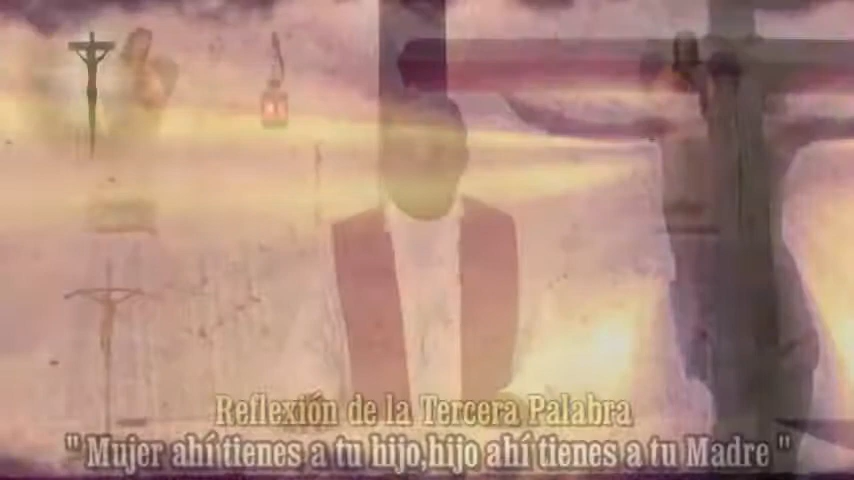 Reflexión de la Tercera Palabra
" Mujer ahí tienes a tu hijo,hijo ahí tienes a tu Madre "